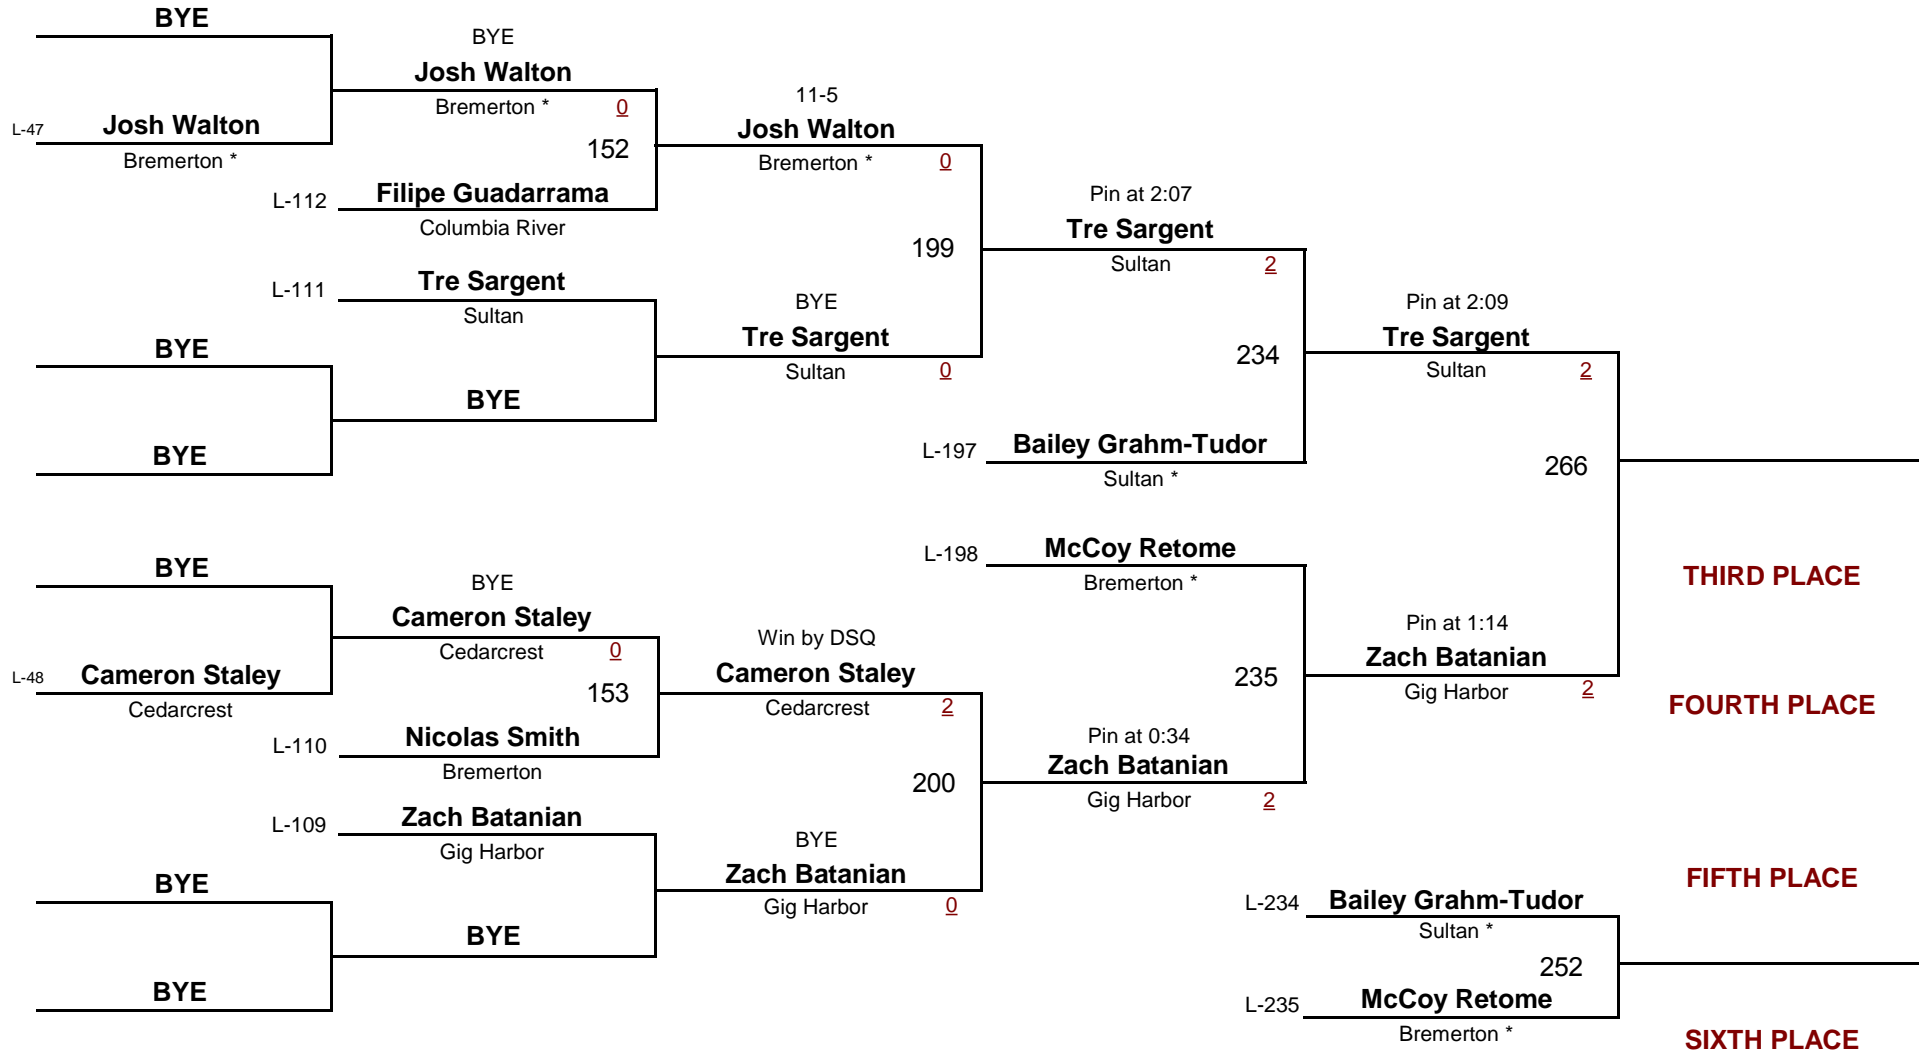 BYE
BYE
Josh Walton
Bremerton *
0
L-47
Josh Walton
Bremerton *
152
11-5
Josh Walton
Bremerton *
0
L-112
Filipe Guadarrama
Columbia River
199
Pin at 2:07
Tre Sargent
Sultan
2
L-111
Tre Sargent
Sultan
BYE
Tre Sargent
Sultan
0
BYE
BYE
BYE
234
Pin at 2:09
Tre Sargent
Sultan
2
L-197
Bailey Grahm-Tudor
Sultan *
266
BYE
BYE
Cameron Staley
Cedarcrest
0
L-48
Cameron Staley
Cedarcrest
153
Win by DSQ
Cameron Staley
Cedarcrest
2
L-110
Nicolas Smith
Bremerton
L-198
McCoy Retome
Bremerton *
235
Pin at 1:14
Zach Batanian
Gig Harbor
2
THIRD PLACE
FOURTH PLACE
200
Pin at 0:34
Zach Batanian
Gig Harbor
2
L-109
Zach Batanian
Gig Harbor
BYE
Zach Batanian
Gig Harbor
0
BYE
BYE
BYE
FIFTH PLACE
L-234
Bailey Grahm-Tudor
Sultan *
252
L-235
McCoy Retome
Bremerton *
SIXTH PLACE